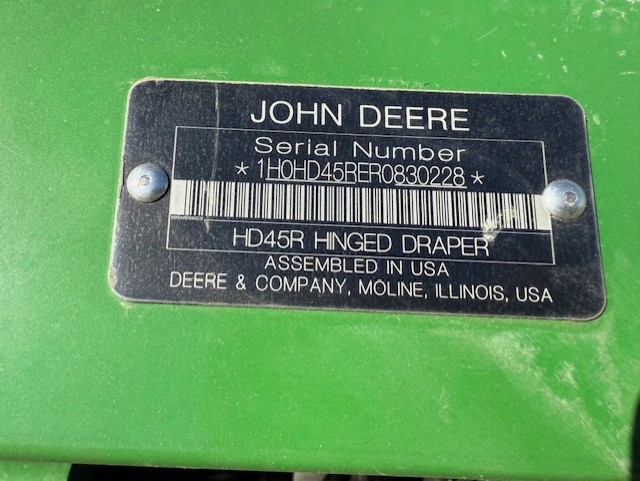 JOHN DEERE
Serial Number
*1H0HD45RER0830228*
HD45R HINGED DRAPER
ASSEMBLED IN USA
DEERE & COMPANY, MOLINE, ILLINOIS, USA